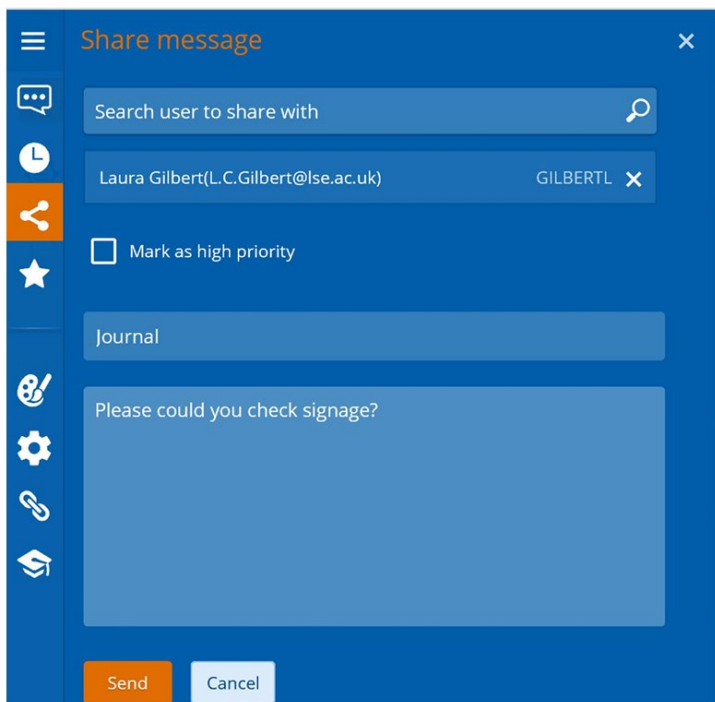 Share message
Search user to share with
Laura Gilbert(L.C.Gilbert@lse.ac.uk) GILBERTL
Mark as high priority
Journal
Please could you check signage?
Send Cancel